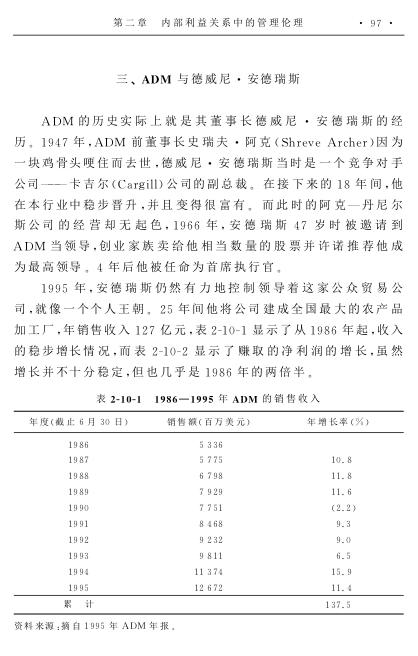 第二章 内部利益关系中的管理伦理 · 97 ·
三、ADM 与德威尼·安德瑞斯
ADM 的历史实际上就是其董事长德威尼·安德瑞斯的经
历。1947 年,ADM 前董事长史瑞夫·阿克(Shreve Archer)因为
一块鸡骨头哽住而去世,德威尼·安德瑞斯当时是一个竞争对手
公司——卡吉尔(Cargill)公司的副总裁。在接下来的 18 年间,他
在本行业中稳步晋升,并且变得很富有。而此时的阿克—丹尼尔
斯公司的经营却无起色,1966 年,安德瑞斯 47 岁时被邀请到
ADM 当领导,创业家族卖给他相当数量的股票并许诺推荐他成
为最高领导。4 年后他被任命为首席执行官。
1995 年,安德瑞斯仍然有力地控制领导着这家公众贸易公
司,就像一个个人王朝。25 年间他将公司建成全国最大的农产品
加工厂,年销售收入 127 亿元,表 2-10-1 显示了从 1986 年起,收入
的稳步增长情况,而表 2-10-2 显示了赚取的净利润的增长,虽然
增长并不十分稳定,但也几乎是 1986 年的两倍半。
表 2-10-1 1986—1995 年 ADM 的销售收入
年度(截止 6 月 30 日) 销售额(百万美元) 年增长率(%)
1986 5 336
1987 5 775 10.8
1988 6 798 11.8
1989 7 929 11.6
1990 7 751 (2.2)
1991 8 468 9.3
1992 9 232 9.0
1993 9 811 6.5
1994 11 374 15.9
1995 12 672 11.4
累 计 137.5
资料来源:摘自 1995 年 ADM 年报。